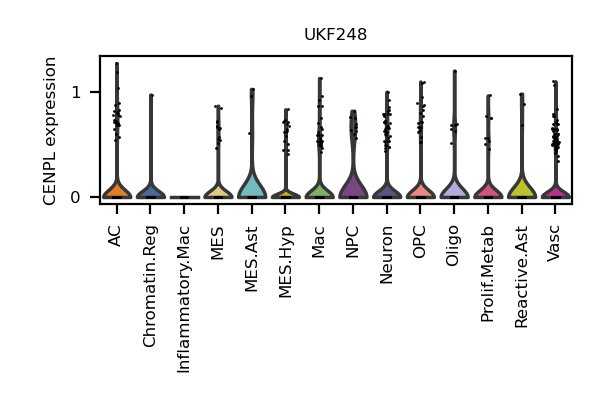 UKF248
CENPL expression
1
0
AC
Chromatin.Reg
Inflammatory.Mac
MES
MES.Ast
MES.Hyp
Mac
NPC
Neuron
OPC
Oligo
Prolif.Metab
Reactive.Ast
Vasc